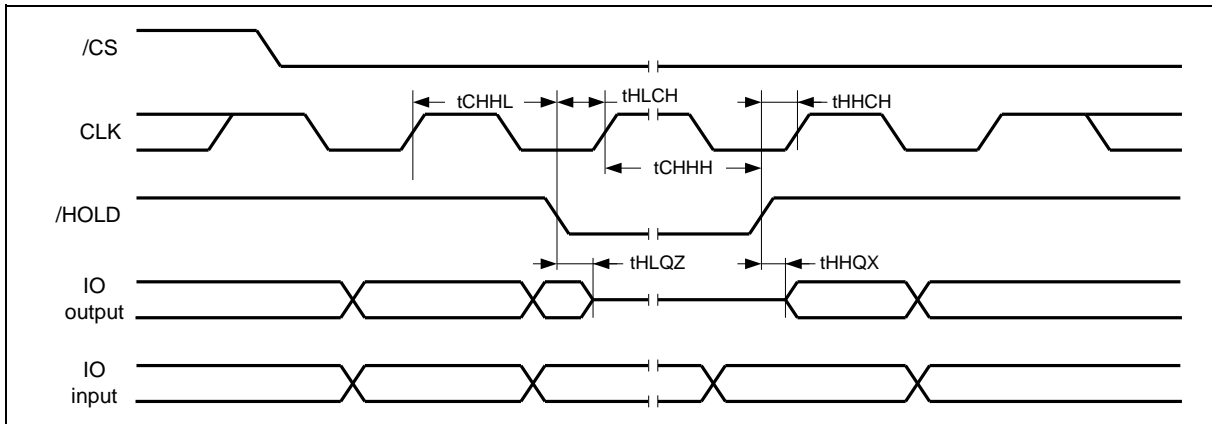 /CS
tCHHL
tHLCH
tHHCH
CLK
tCHHH
/HOLD
tHLQZ
tHHQX
IO
output
IO
input